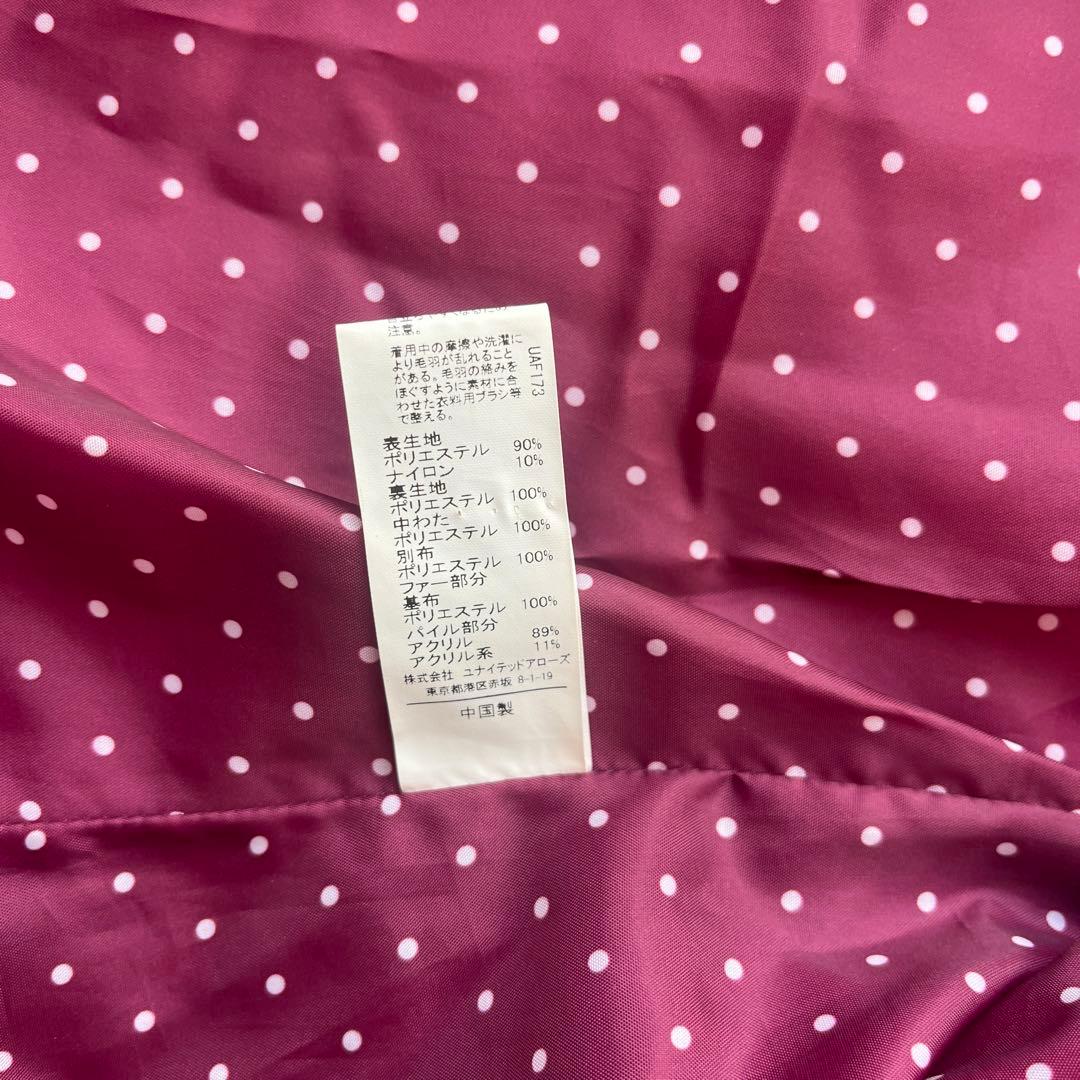 注意。
着用中の摩擦や洗濯に
より毛羽が乱れること
がある。毛羽の絡みを
ほぐすように素材に合
わせた衣料用ブラシ等
で整える。
UAF173
表生地
ポリエステル 90%
ナイロン 10%
裏生地
ポリエステル 100%
中わた
ポリエステル 100%
別布
ポリエステル 100%
ファー部分
基布
ポリエステル 100%
パイル部分
アクリル 89%
アクリル系 11%
株式会社 ユナイテッドアローズ
東京都港区赤坂 8-1-19
中国製